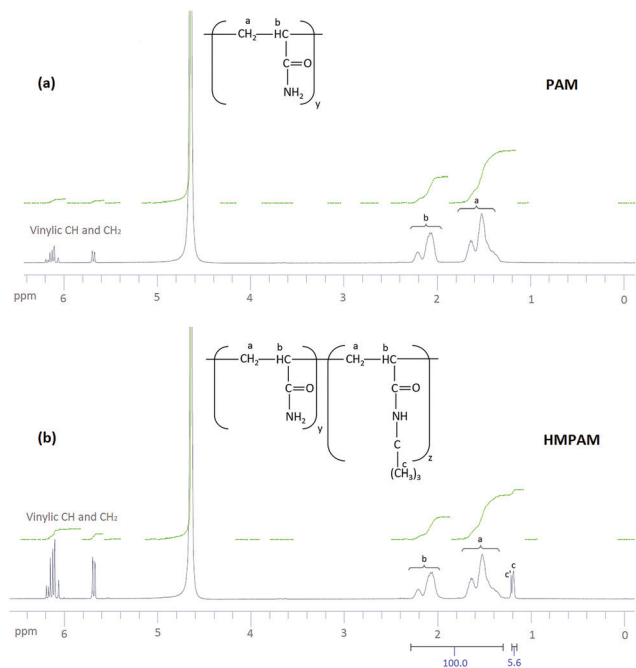 a b
CH₂ HC
(a)
C=O
PAM
NH₂
y
a
b
Vinylic CH and CH₂
6 5 4 3 2 1 0
ppm
a b a b
CH₂ HC CH₂ HC
C=O C=O
(b)
NH₂ NH
HMPAM
y
C
z
c
(CH₃)₃
Vinylic CH and CH₂
a
b
c' c
6 5 4 3 2 1 0
ppm
100.0 5.6